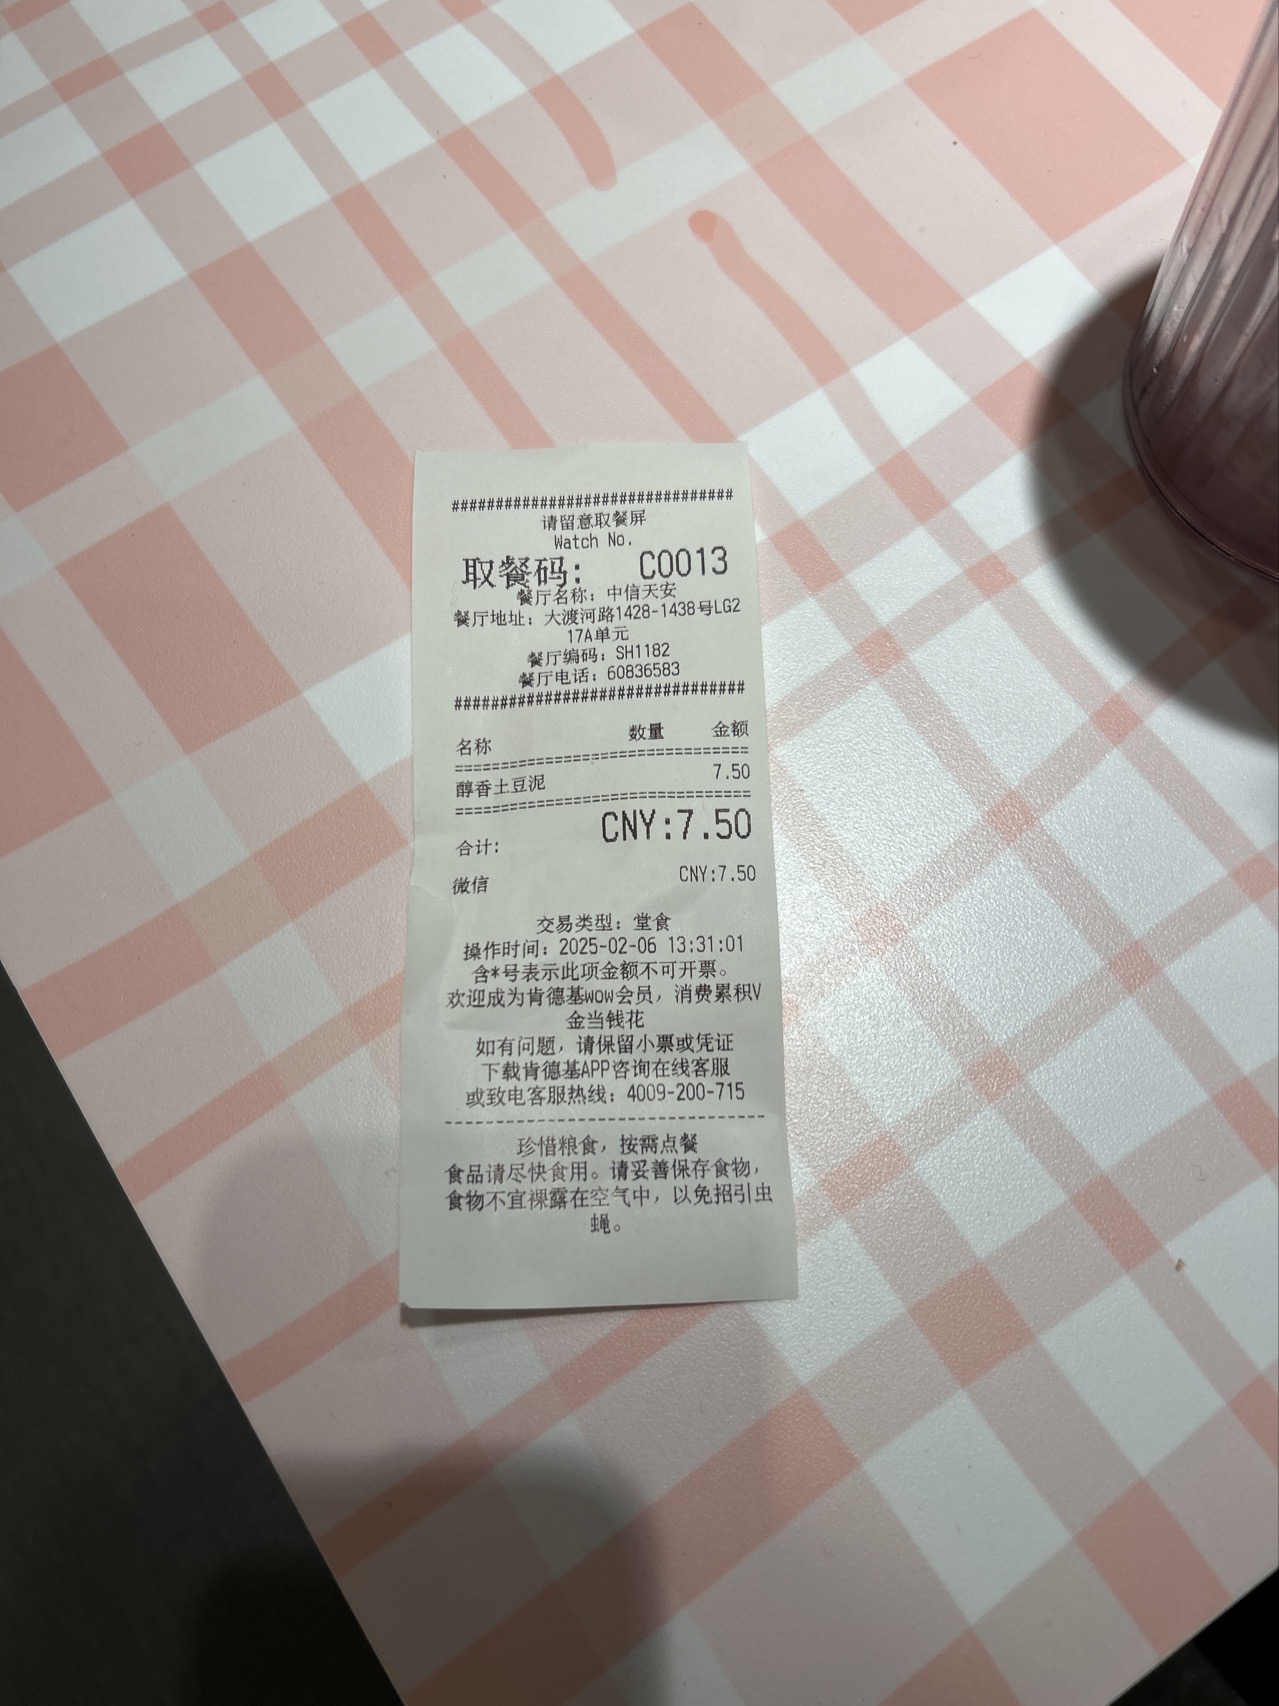 ################################
请留意取餐屏
Watch No.
取餐码: C0013
餐厅名称: 中信天安
餐厅地址: 大渡河路1428-1438号LG2
17A单元
餐厅编码: SH1182
餐厅电话: 60836583
################################
名称 数量 金额
================================
醇香土豆泥 7.50
================================
合计: CNY:7.50
微信 CNY:7.50
交易类型: 堂食
操作时间: 2025-02-06 13:31:01
含*号表示此项金额不可开票。
欢迎成为肯德基wow会员, 消费累积V
金当钱花
如有问题, 请保留小票或凭证
下载肯德基APP咨询在线客服
或致电客服热线: 4009-200-715
--------------------------------
珍惜粮食, 按需点餐
食品请尽快食用。请妥善保存食物,
食物不宜裸露在空气中, 以免招引虫
蝇。